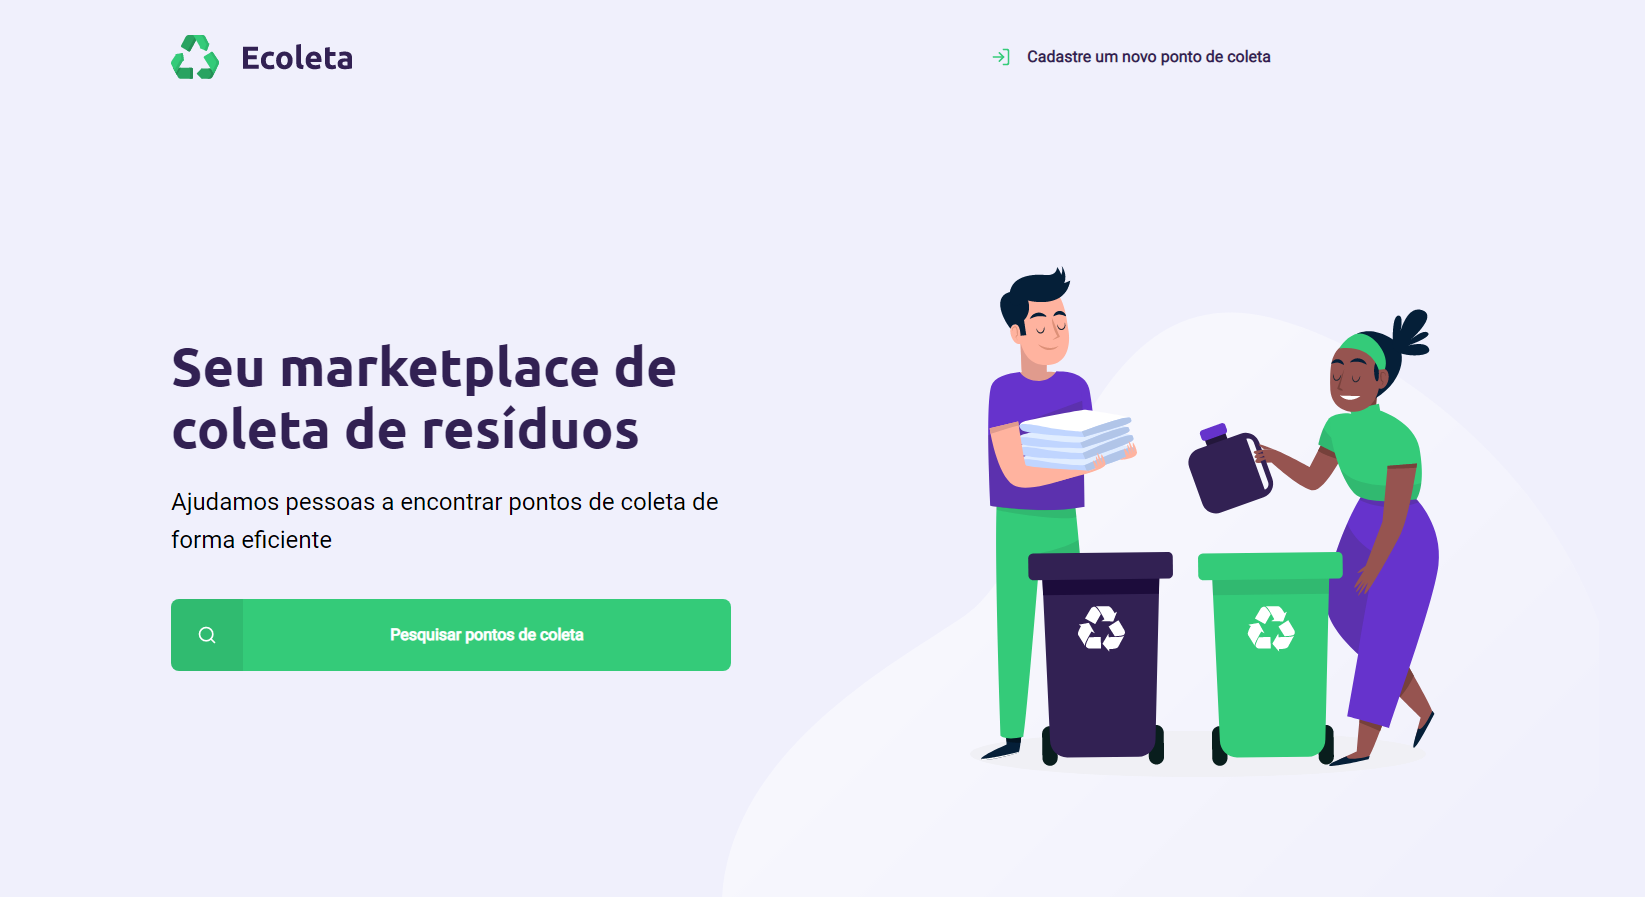 Ecoleta
Cadastre um novo ponto de coleta
Seu marketplace de
coleta de resíduos
Ajudamos pessoas a encontrar pontos de coleta de
forma eficiente
Pesquisar pontos de coleta